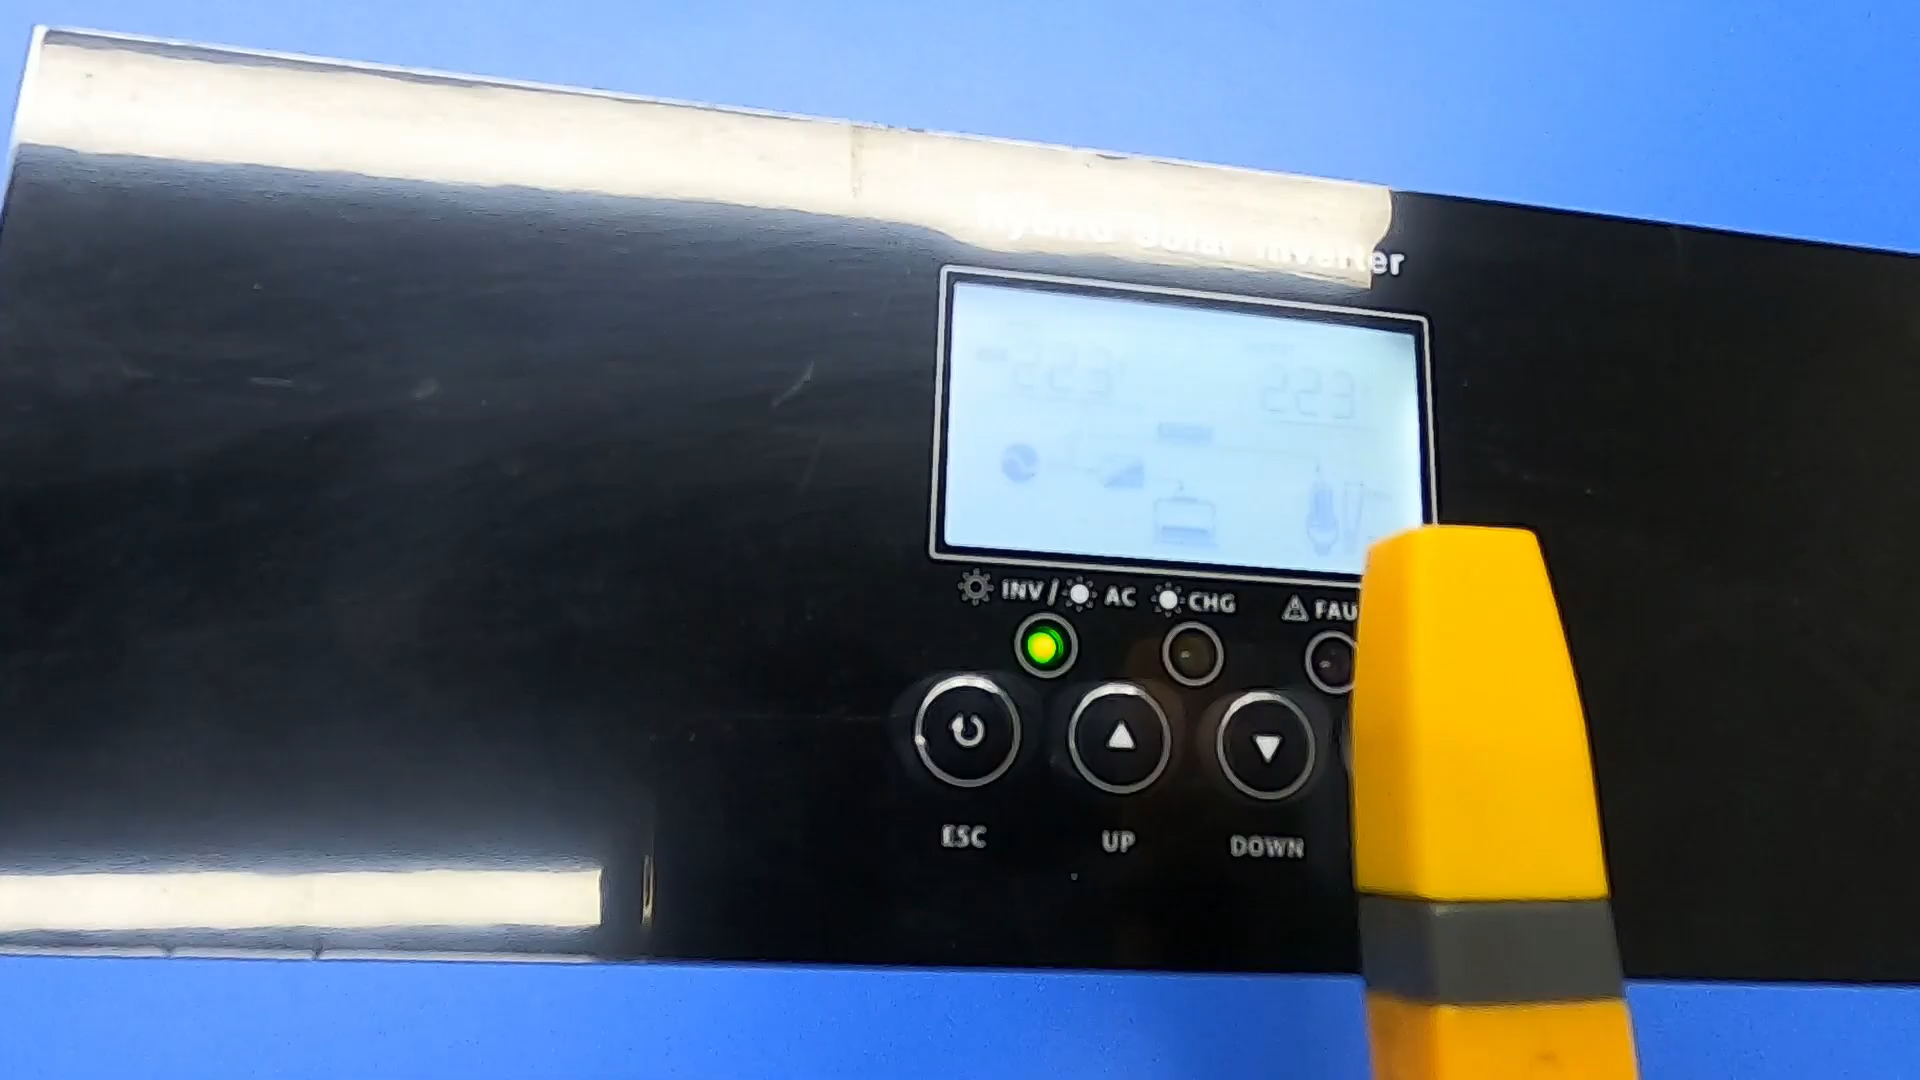 Hybrid Solar Inverter
INV / AC CHG FAU
ESC UP DOWN